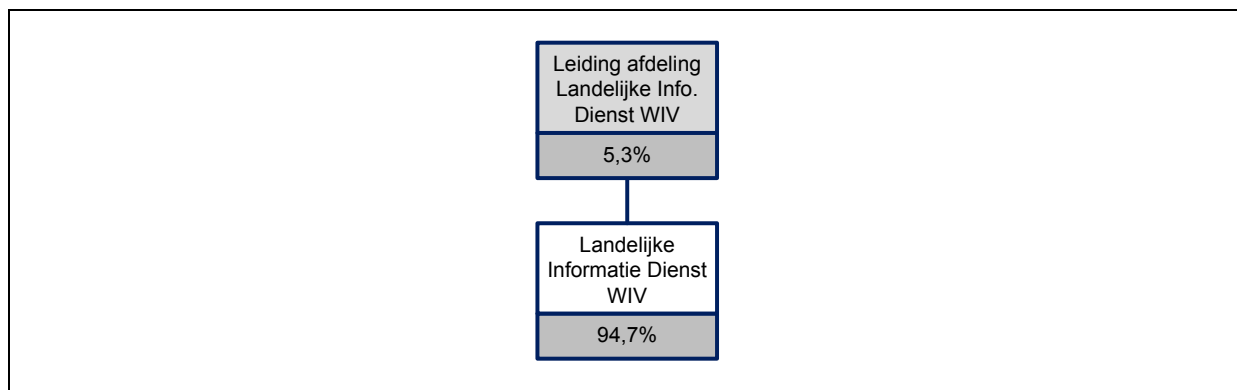 Leiding afdeling
Landelijke Info.
Dienst WIV
5,3%
Landelijke
Informatie Dienst
WIV
94,7%